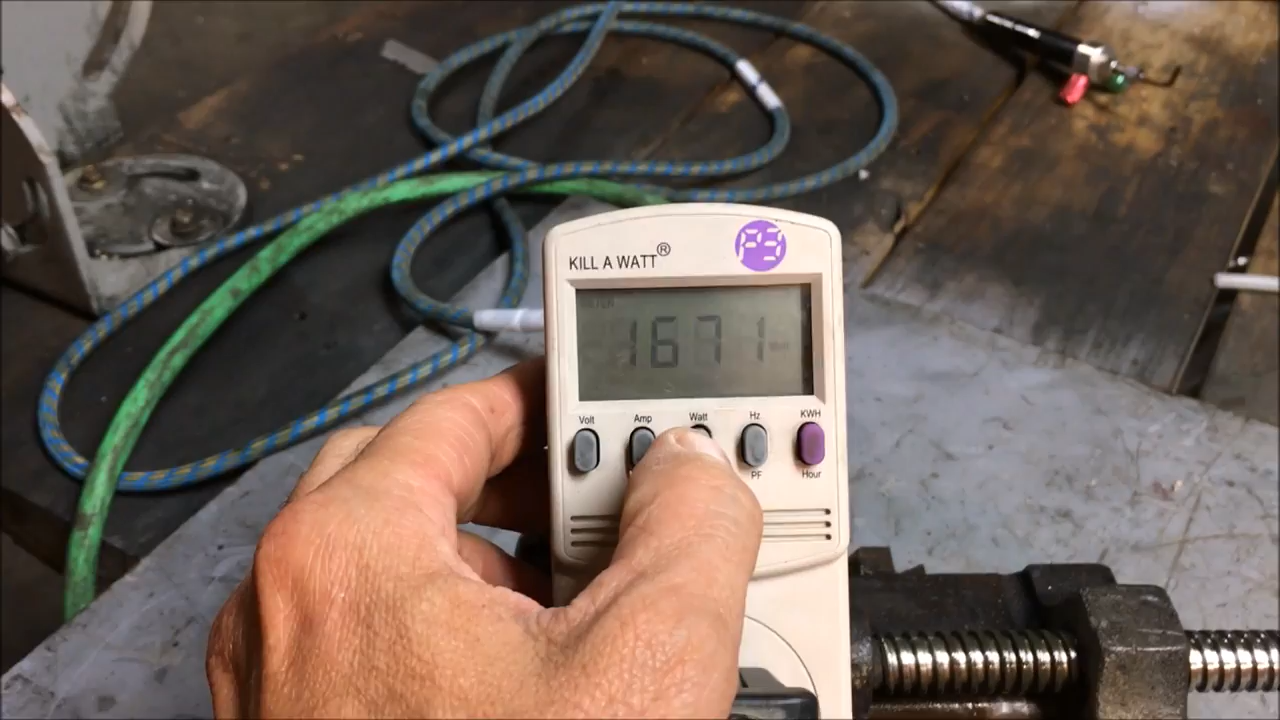 KILL A WATT®
P3
1671
Volt Amp Watt Hz KWH
PF Hour